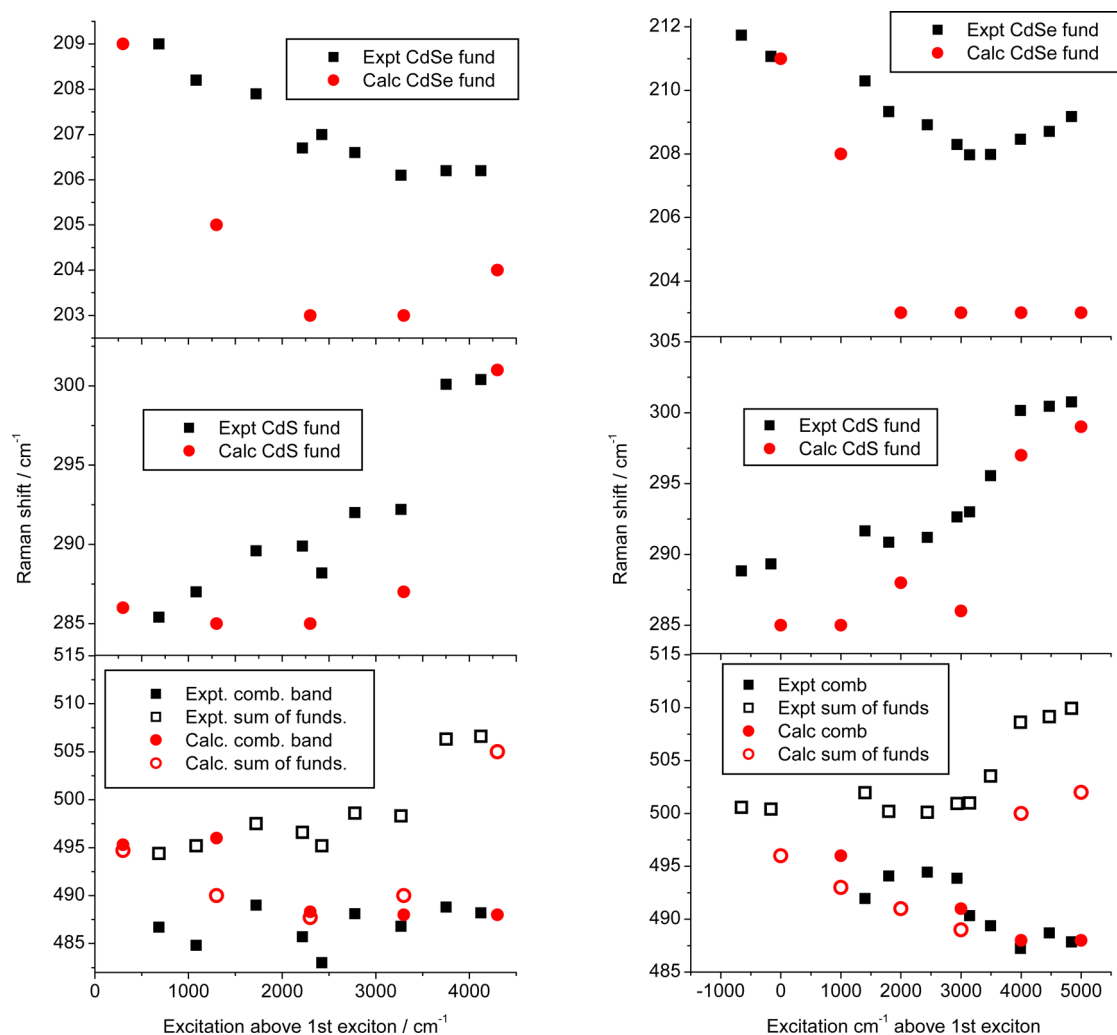 209
208
207
206
205
204
203
Expt CdSe fund
Calc CdSe fund
300
295
290
285
Expt CdS fund
Calc CdS fund
Raman shift / cm-1
515
510
505
500
495
490
485
Expt. comb. band
Expt. sum of funds.
Calc. comb. band
Calc. sum of funds.
0 1000 2000 3000 4000
Excitation above 1st exciton / cm-1
212
210
208
206
204
Expt CdSe fund
Calc CdSe fund
305
300
295
290
285
Expt CdS fund
Calc CdS fund
Raman shift / cm-1
515
510
505
500
495
490
485
Expt comb
Expt sum of funds
Calc comb
Calc sum of funds
-1000 0 1000 2000 3000 4000 5000
Excitation cm-1 above 1st exciton